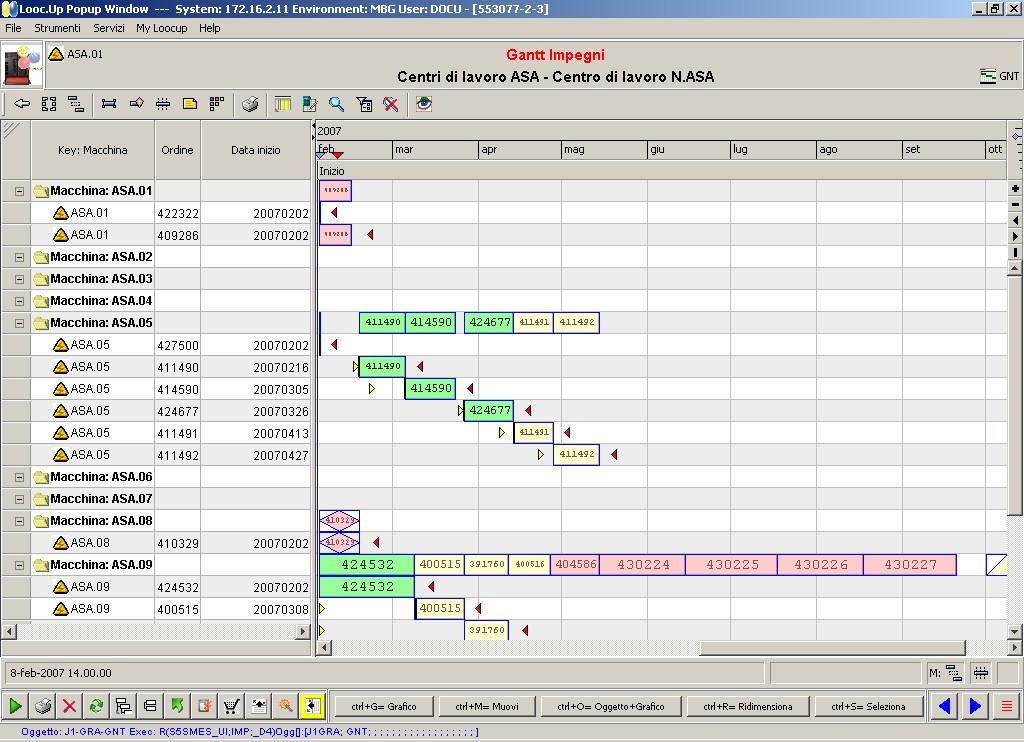 Looc.Up Popup Window --- System: 172.16.2.11 Environment: MBG User: DOCU - [553077-2-3]
File Strumenti Servizi My Loocup Help
ASA.01
Gantt Impegni
Centri di lavoro ASA - Centro di lavoro N.ASA
GNT
2007
Key: Macchina Ordine Data inizio
feb mar apr mag giu lug ago set ott
Inizio
Macchina: ASA.01 409286
ASA.01 422322 20070202
ASA.01 409286 20070202 409286
Macchina: ASA.02
Macchina: ASA.03
Macchina: ASA.04
Macchina: ASA.05 411490 414590 424677 411491 411492
ASA.05 427500 20070202
ASA.05 411490 20070216 411490
ASA.05 414590 20070305 414590
ASA.05 424677 20070326 424677
ASA.05 411491 20070413 411491
ASA.05 411492 20070427 411492
Macchina: ASA.06
Macchina: ASA.07
Macchina: ASA.08 410329
ASA.08 410329 20070202 410329
Macchina: ASA.09 424532 400515 391760 400516 404586 430224 430225 430226 430227
ASA.09 424532 20070202 424532
ASA.09 400515 20070308 400515
391760
8-feb-2007 14.00.00
M:
ctrl+G= Grafico ctrl+M= Muovi ctrl+O= Oggetto+Grafico ctrl+R= Ridimensiona ctrl+S= Seleziona
Oggetto: J1-GRA-GNT Exec: R(S5SMES_UI;IMP;_D4)Ogg[]:[J1GRA; GNT;;;;;;;;;;;;;;;;;;]